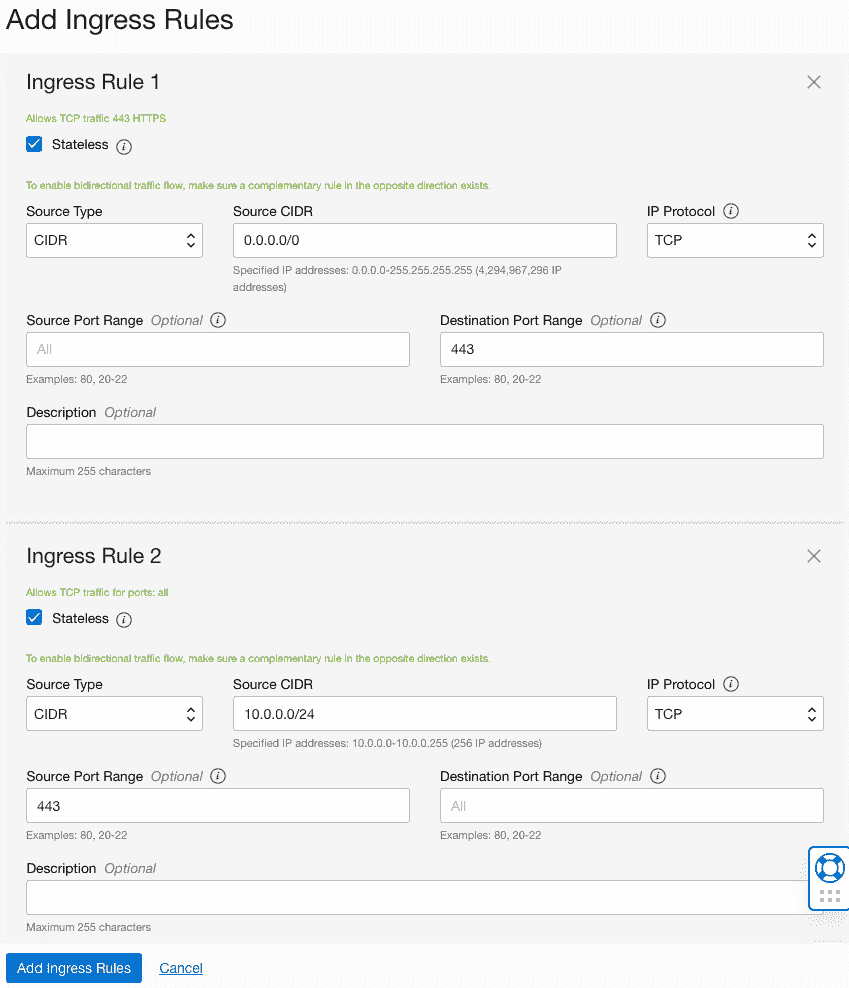 Add Ingress Rules
Ingress Rule 1
Allows TCP traffic 443 HTTPS
Stateless
To enable bidirectional traffic flow, make sure a complementary rule in the opposite direction exists.
Source Type Source CIDR IP Protocol
CIDR 0.0.0.0/0 TCP
Specified IP addresses: 0.0.0.0-255.255.255.255 (4,294,967,296 IP
addresses)
Source Port Range Optional Destination Port Range Optional
All 443
Examples: 80, 20-22 Examples: 80, 20-22
Description Optional
Maximum 255 characters
Ingress Rule 2
Allows TCP traffic for ports: all
Stateless
To enable bidirectional traffic flow, make sure a complementary rule in the opposite direction exists.
Source Type Source CIDR IP Protocol
CIDR 10.0.0.0/24 TCP
Specified IP addresses: 10.0.0.0-10.0.0.255 (256 IP addresses)
Source Port Range Optional Destination Port Range Optional
443 All
Examples: 80, 20-22 Examples: 80, 20-22
Description Optional
Maximum 255 characters
Add Ingress Rules Cancel